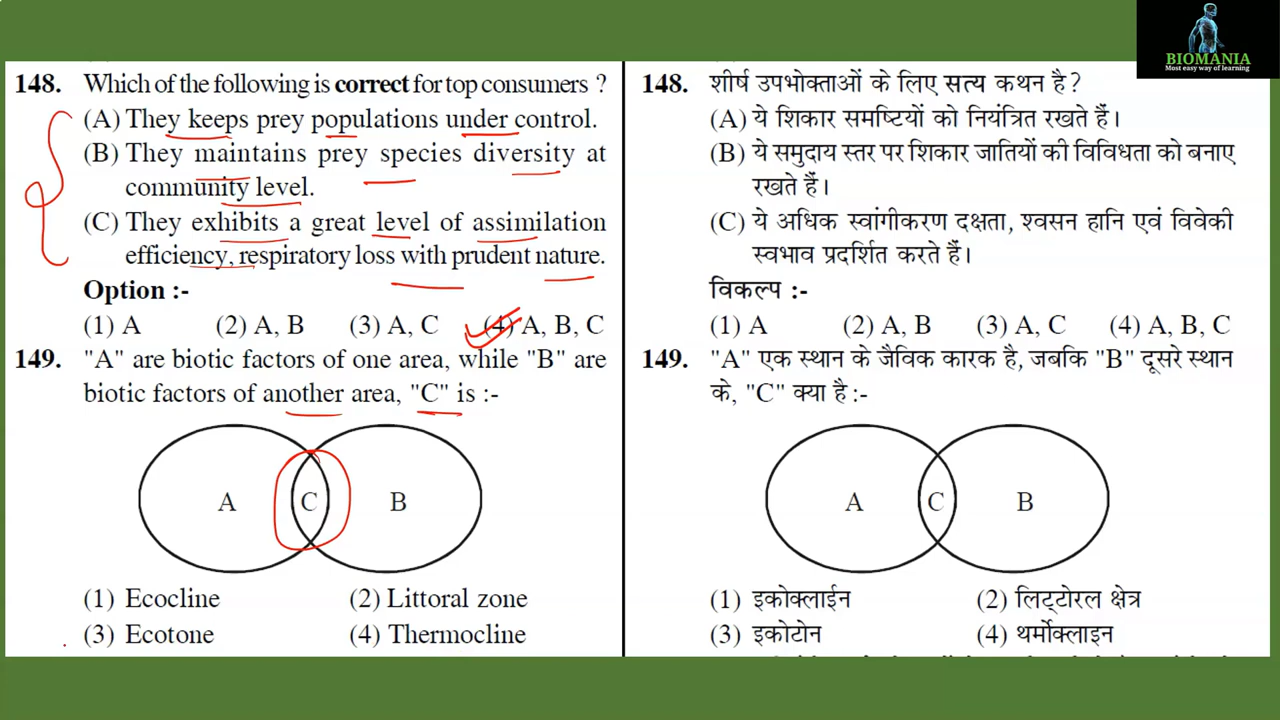 BIOMANIA
Most easy way of learning
148. Which of the following is correct for top consumers ?
(A) They keeps prey populations under control.
(B) They maintains prey species diversity at
community level.
(C) They exhibits a great level of assimilation
efficiency, respiratory loss with prudent nature.
Option :-
(1) A (2) A, B (3) A, C (4) A, B, C
149. "A" are biotic factors of one area, while "B" are
biotic factors of another area, "C" is :-
A C B
(1) Ecocline (2) Littoral zone
(3) Ecotone (4) Thermocline
148. शीर्ष उपभोक्ताओं के लिए सत्य कथन है ?
(A) ये शिकार समष्टियों को नियंत्रित रखते हैं।
(B) ये समुदाय स्तर पर शिकार जातियों की विविधता को बनाए
रखते हैं।
(C) ये अधिक स्वांगीकरण दक्षता, श्वसन हानि एवं विवेकी
स्वभाव प्रदर्शित करते हैं।
विकल्प :-
(1) A (2) A, B (3) A, C (4) A, B, C
149. "A" एक स्थान के जैविक कारक है, जबकि "B" दूसरे स्थान
के, "C" क्या है :-
A C B
(1) इकोक्लाईन (2) लिट्टोरल क्षेत्र
(3) इकोटोन (4) थर्मोक्लाइन